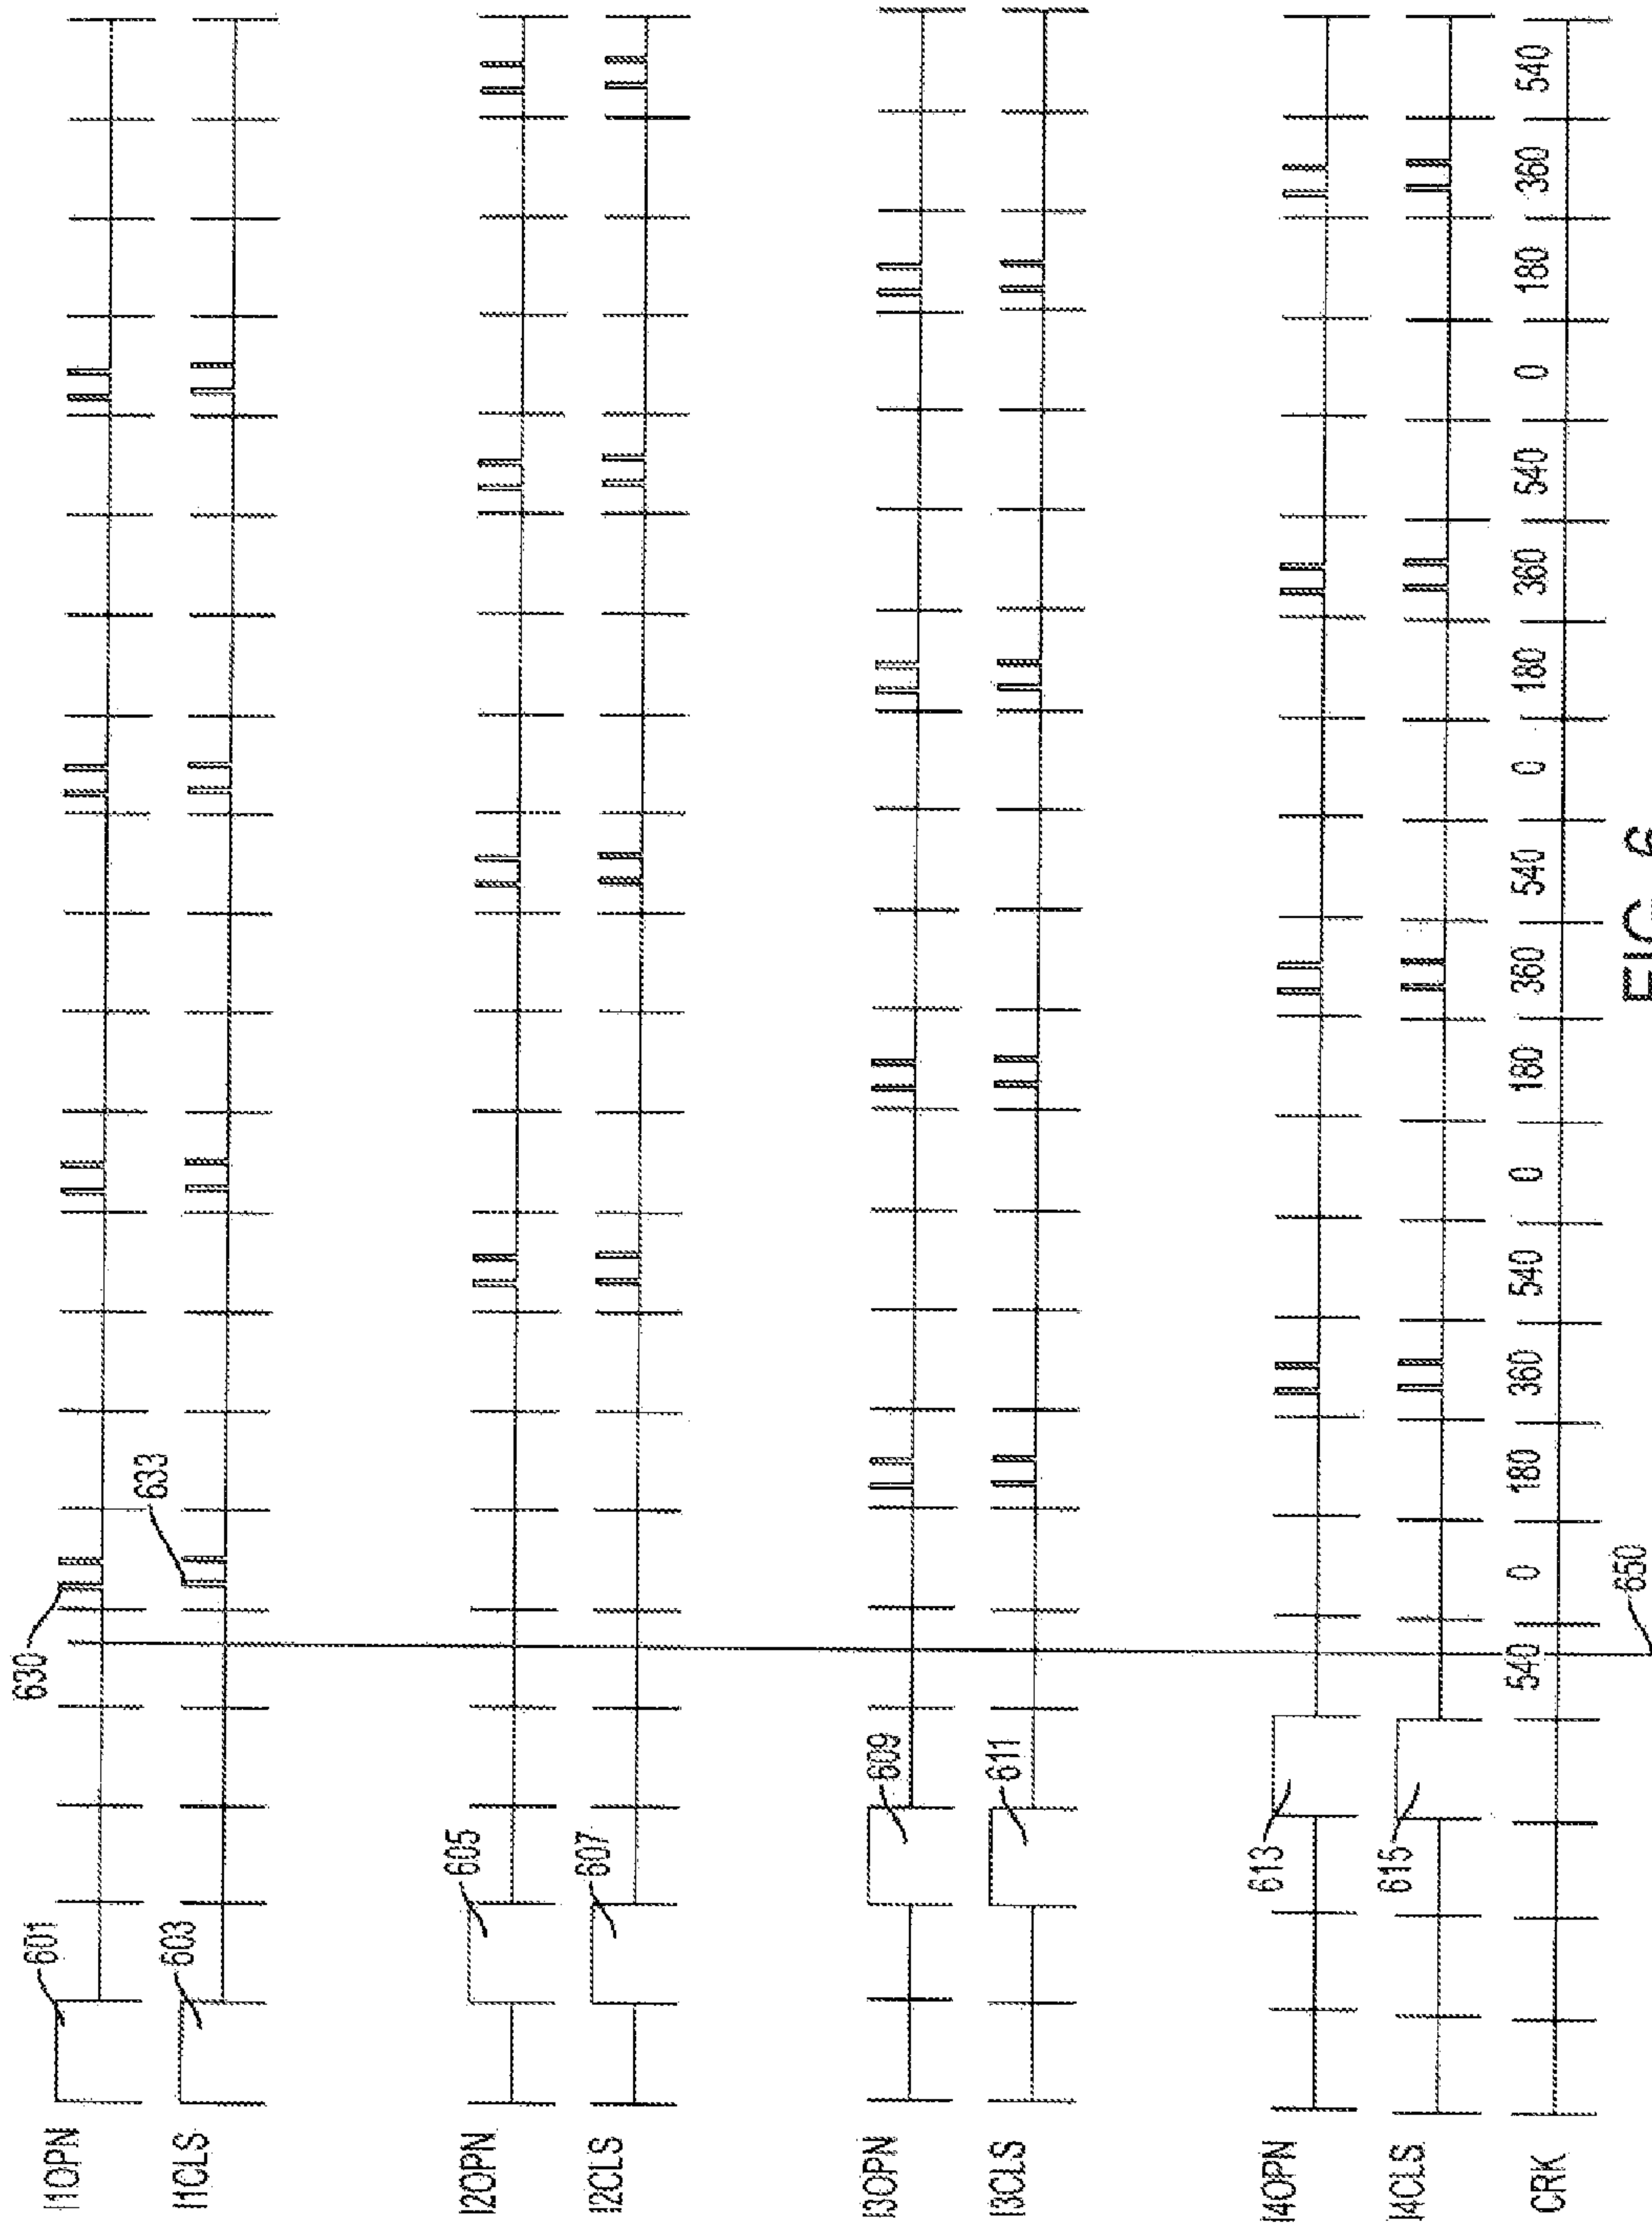 I1OPN 601 630
I1CLS 603 633
I2OPN 605
I2CLS 607
I3OPN 609
I3CLS 611
I4OPN 613
I4CLS 615
CRK 540 0 180 360 540 0 180 360 540 0 180 360 540 0 180 360 540
650
FIG. 6